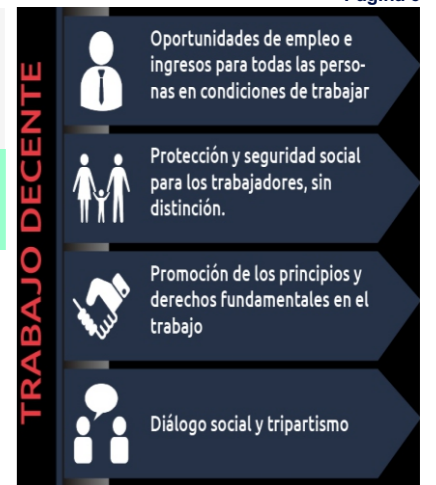 TRABAJO DECENTE
Oportunidades de empleo e
ingresos para todas las perso-
nas en condiciones de trabajar
Protección y seguridad social
para los trabajadores, sin
distinción.
Promoción de los principios y
derechos fundamentales en el
trabajo
Diálogo social y tripartismo